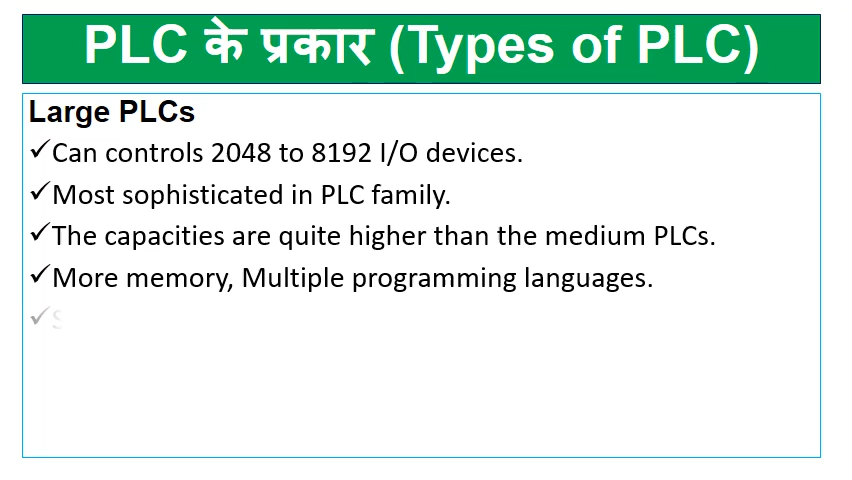 PLC के प्रकार (Types of PLC)
Large PLCs
✓Can controls 2048 to 8192 I/O devices.
✓Most sophisticated in PLC family.
✓The capacities are quite higher than the medium PLCs.
✓More memory, Multiple programming languages.